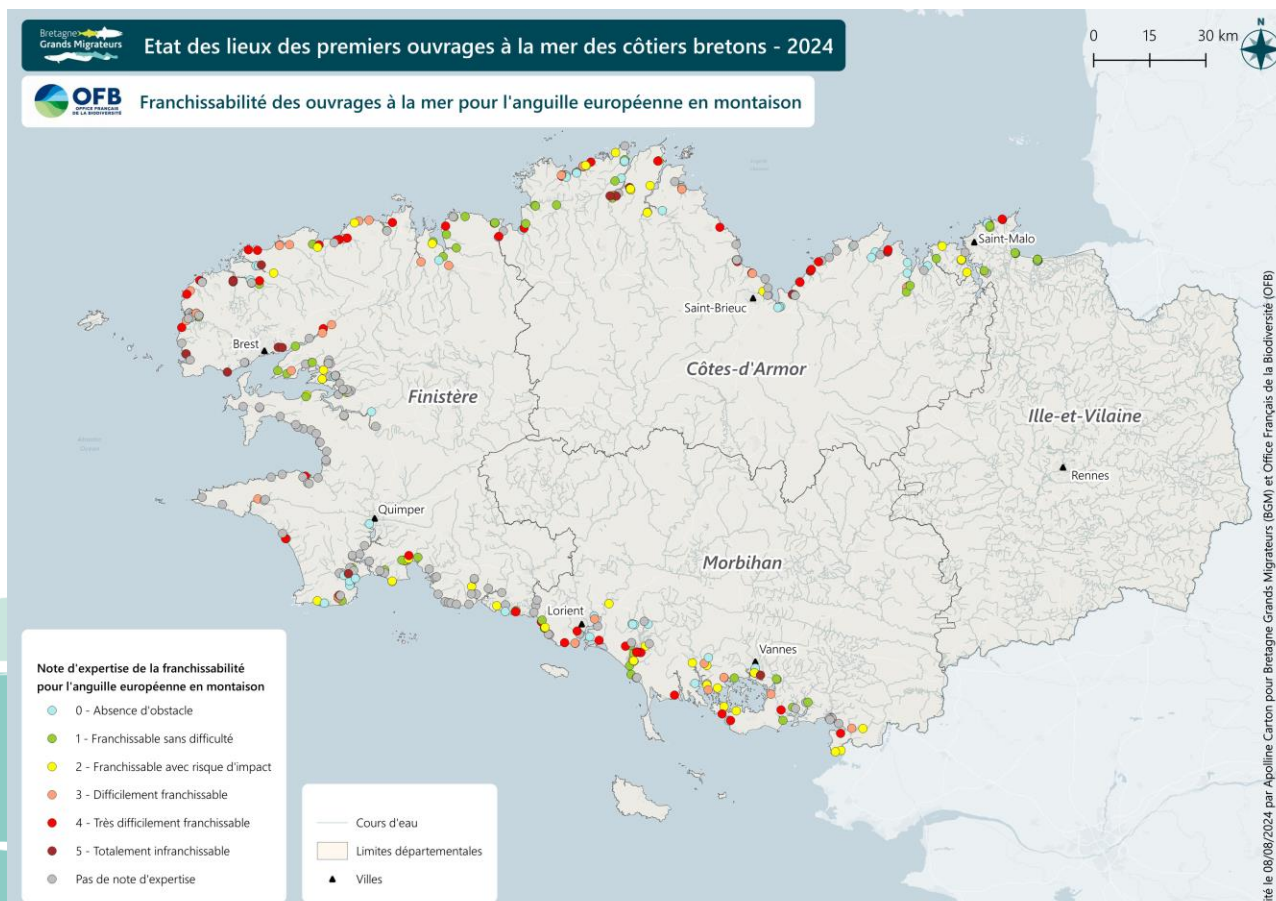 Bretagne
Grands Migrateurs
Etat des lieux des premiers ouvrages à la mer des côtiers bretons - 2024
0 15 30 km
N
OFB
OFFICE FRANÇAIS
DE LA BIODIVERSITÉ
Franchissabilité des ouvrages à la mer pour l'anguille européenne en montaison
Saint-Malo
Saint-Brieuc
Brest
Côtes-d'Armor
Finistère
Ille-et-Vilaine
Rennes
Quimper
Morbihan
Lorient
Vannes
Note d'expertise de la franchissabilité
pour l'anguille européenne en montaison
0 - Absence d'obstacle
1 - Franchissable sans difficulté
2 - Franchissable avec risque d'impact
3 - Difficilement franchissable
4 - Très difficilement franchissable
5 - Totalement infranchissable
Pas de note d'expertise
Cours d'eau
Limites départementales
Villes
ité le 08/08/2024 par Apolline Carton pour Bretagne Grands Migrateurs (BGM) et Office Français de la Biodiversité (OFB)